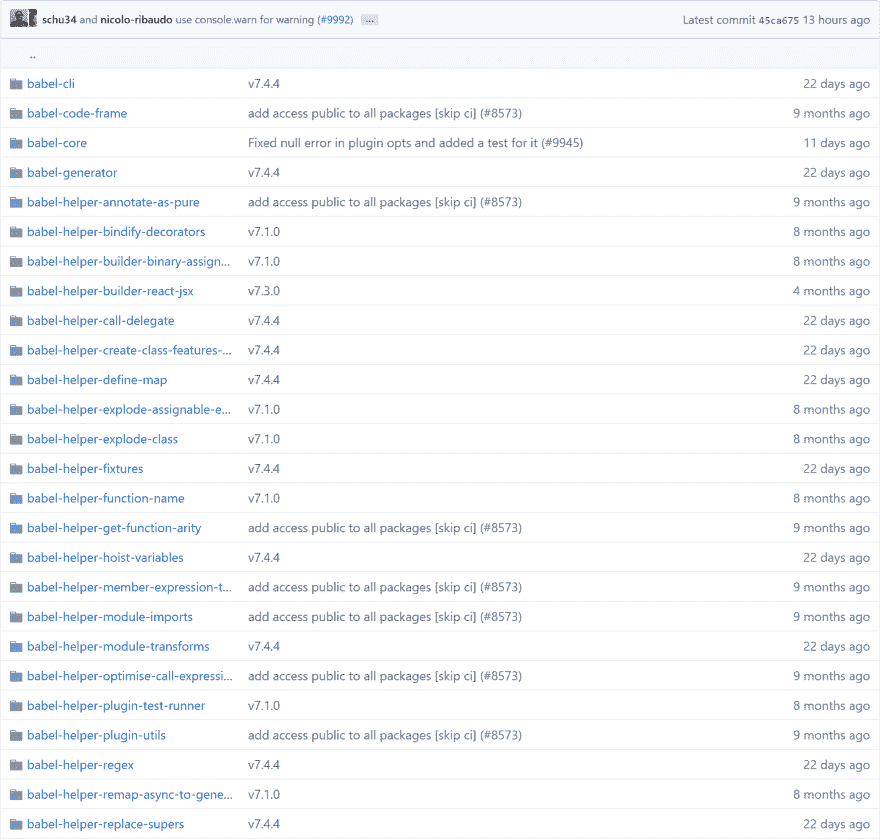 schu34 and nicolo-ribaudo use console.warn for warning (#9992) ... Latest commit 45ca675 13 hours ago
..
babel-cli v7.4.4 22 days ago
babel-code-frame add access public to all packages [skip ci] (#8573) 9 months ago
babel-core Fixed null error in plugin opts and added a test for it (#9945) 11 days ago
babel-generator v7.4.4 22 days ago
babel-helper-annotate-as-pure add access public to all packages [skip ci] (#8573) 9 months ago
babel-helper-bindify-decorators v7.1.0 8 months ago
babel-helper-builder-binary-assign... v7.1.0 8 months ago
babel-helper-builder-react-jsx v7.3.0 4 months ago
babel-helper-call-delegate v7.4.4 22 days ago
babel-helper-create-class-features-... v7.4.4 22 days ago
babel-helper-define-map v7.4.4 22 days ago
babel-helper-explode-assignable-e... v7.1.0 8 months ago
babel-helper-explode-class v7.1.0 8 months ago
babel-helper-fixtures v7.4.4 22 days ago
babel-helper-function-name v7.1.0 8 months ago
babel-helper-get-function-arity add access public to all packages [skip ci] (#8573) 9 months ago
babel-helper-hoist-variables v7.4.4 22 days ago
babel-helper-member-expression-t... add access public to all packages [skip ci] (#8573) 9 months ago
babel-helper-module-imports add access public to all packages [skip ci] (#8573) 9 months ago
babel-helper-module-transforms v7.4.4 22 days ago
babel-helper-optimise-call-expressi... add access public to all packages [skip ci] (#8573) 9 months ago
babel-helper-plugin-test-runner v7.1.0 8 months ago
babel-helper-plugin-utils add access public to all packages [skip ci] (#8573) 9 months ago
babel-helper-regex v7.4.4 22 days ago
babel-helper-remap-async-to-gene... v7.1.0 8 months ago
babel-helper-replace-supers v7.4.4 22 days ago